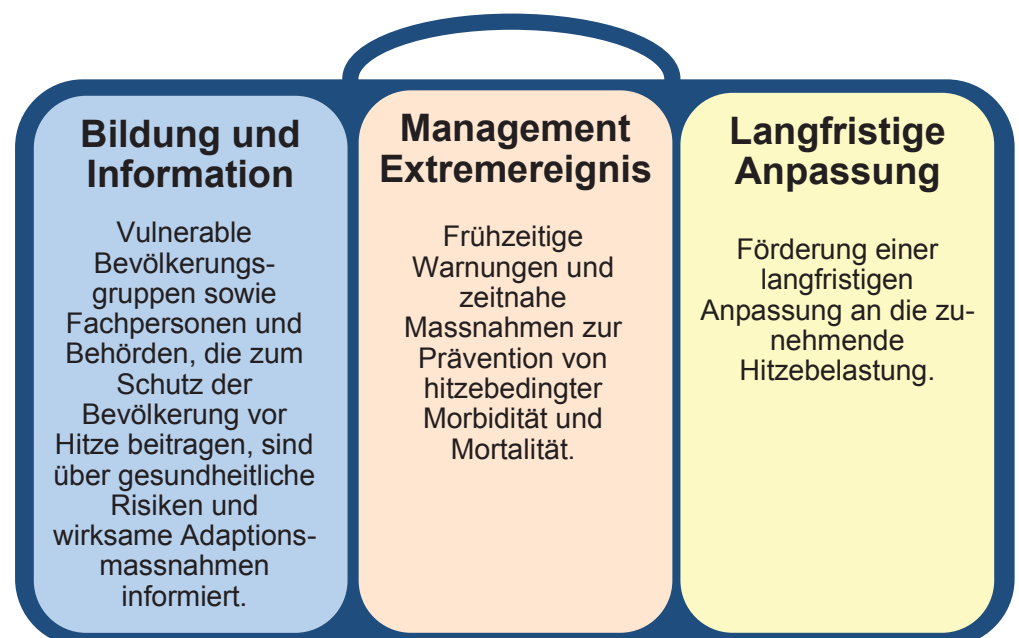 Bildung und
Information
Vulnerable
Bevölkerungs-
gruppen sowie
Fachpersonen und
Behörden, die zum
Schutz der
Bevölkerung vor
Hitze beitragen, sind
über gesundheitliche
Risiken und
wirksame Adaptions-
massnahmen
informiert.
Management
Extremereignis
Frühzeitige
Warnungen und
zeitnahe
Massnahmen zur
Prävention von
hitzebedingter
Morbidität und
Mortalität.
Langfristige
Anpassung
Förderung einer
langfristigen
Anpassung an die zu-
nehmende
Hitzebelastung.